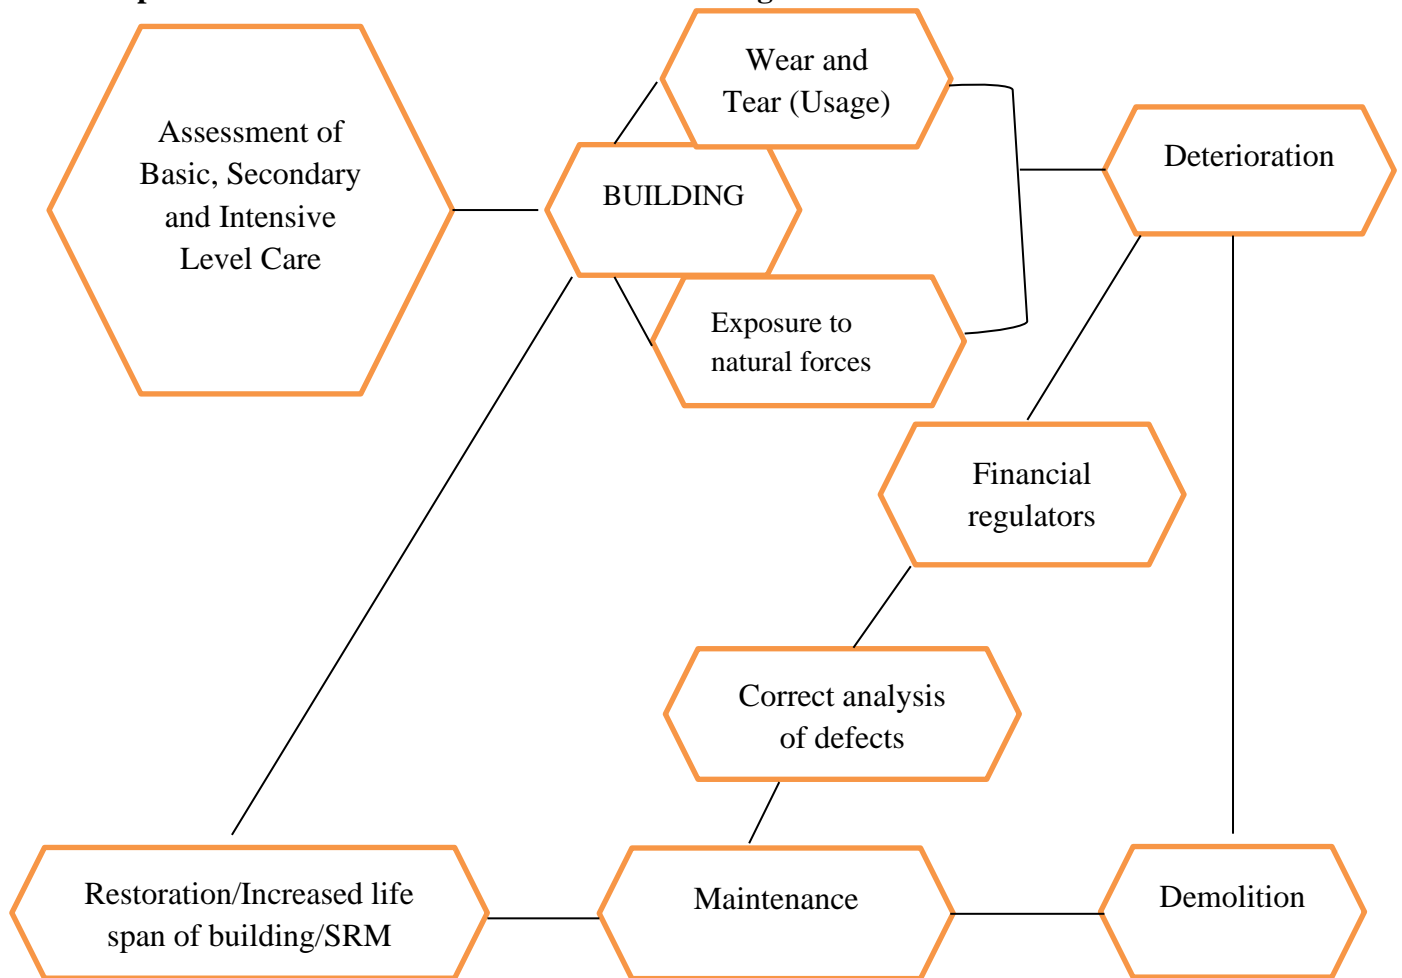 Wear and
Tear (Usage)
Assessment of
Basic, Secondary
and Intensive
Level Care
BUILDING
Deterioration
Exposure to
natural forces
Financial
regulators
Correct analysis
of defects
Restoration/Increased life
span of building/SRM
Maintenance
Demolition